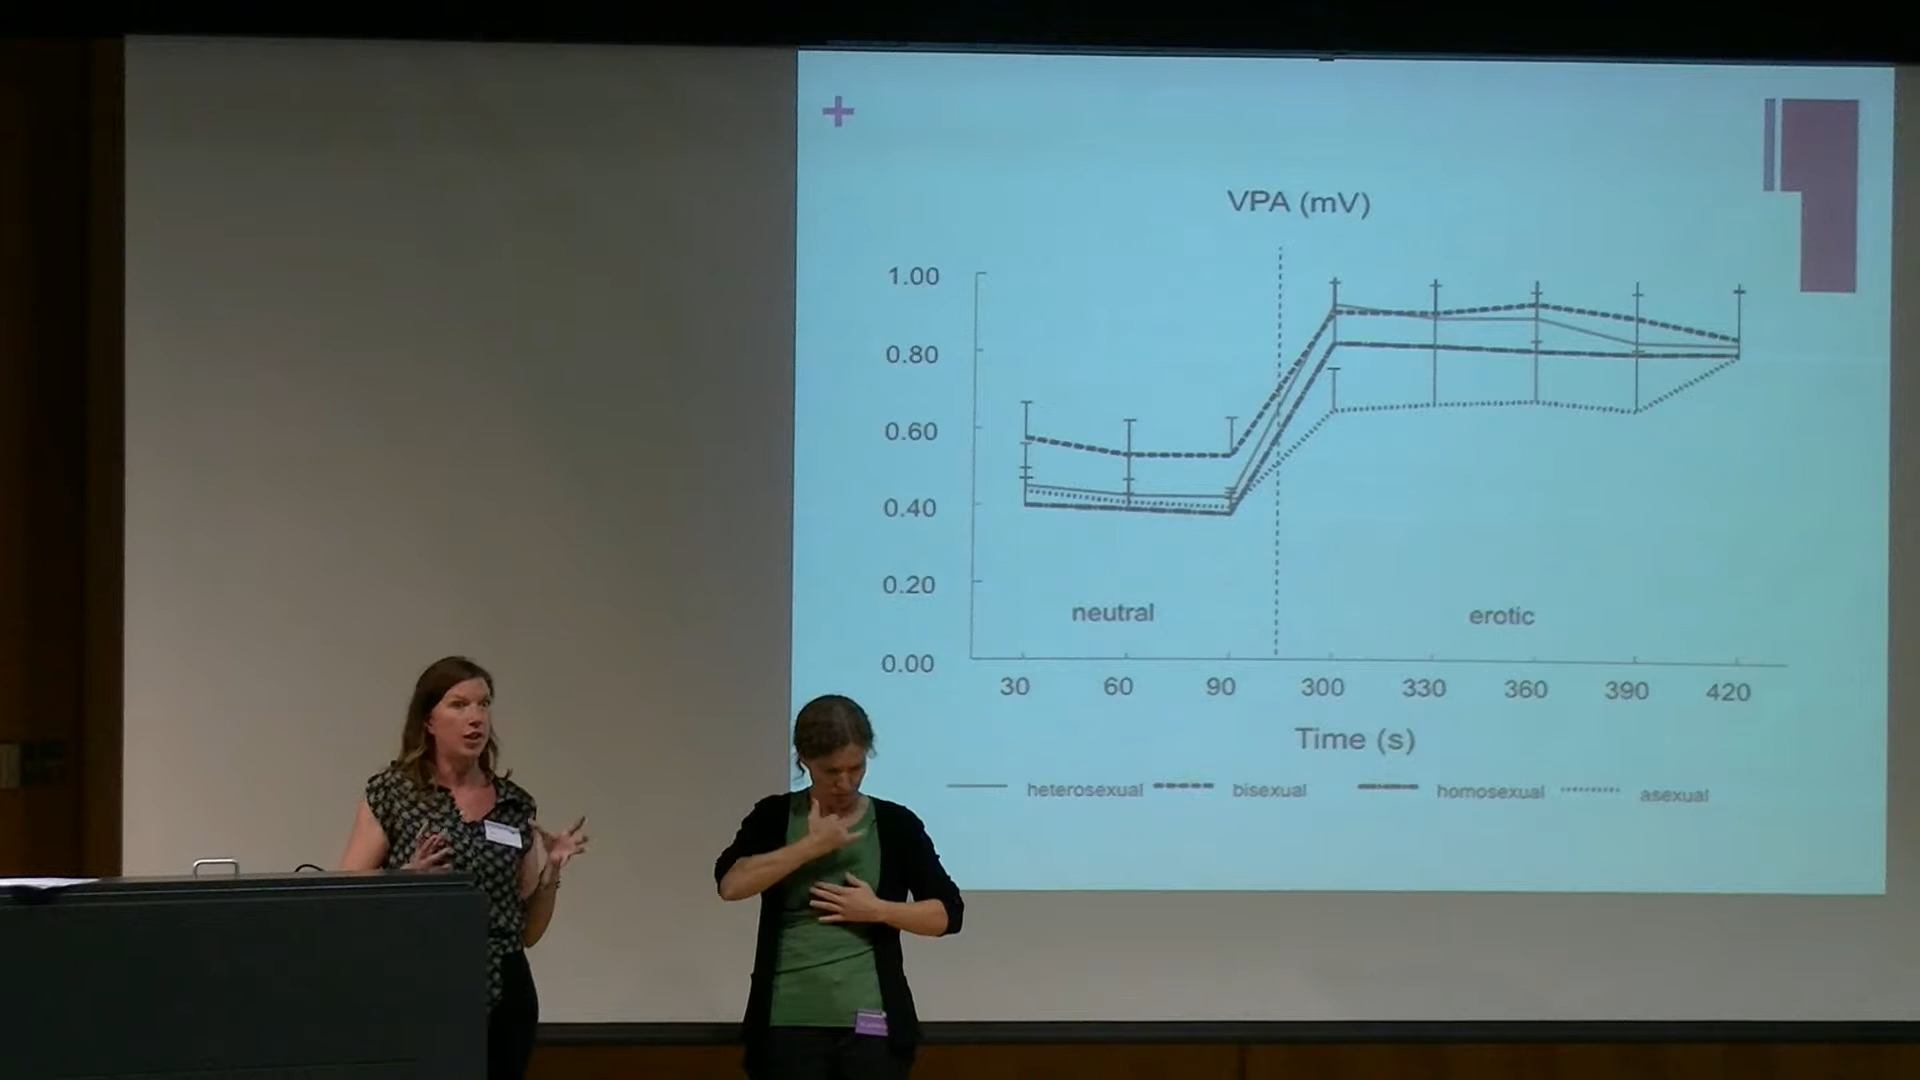 +
VPA (mV)
1.00
0.80
0.60
0.40
0.20
0.00
neutral
erotic
30 60 90 300 330 360 390 420
Time (s)
heterosexual bisexual homosexual asexual